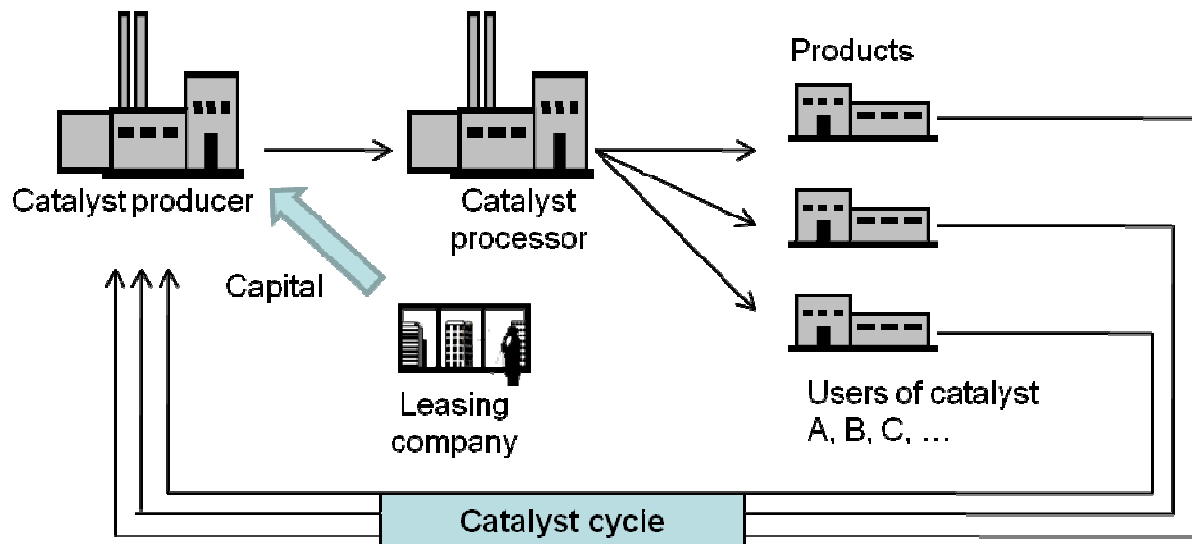 Products
Catalyst producer
Catalyst
processor
Capital
Leasing
company
Users of catalyst
A, B, C, ...
Catalyst cycle